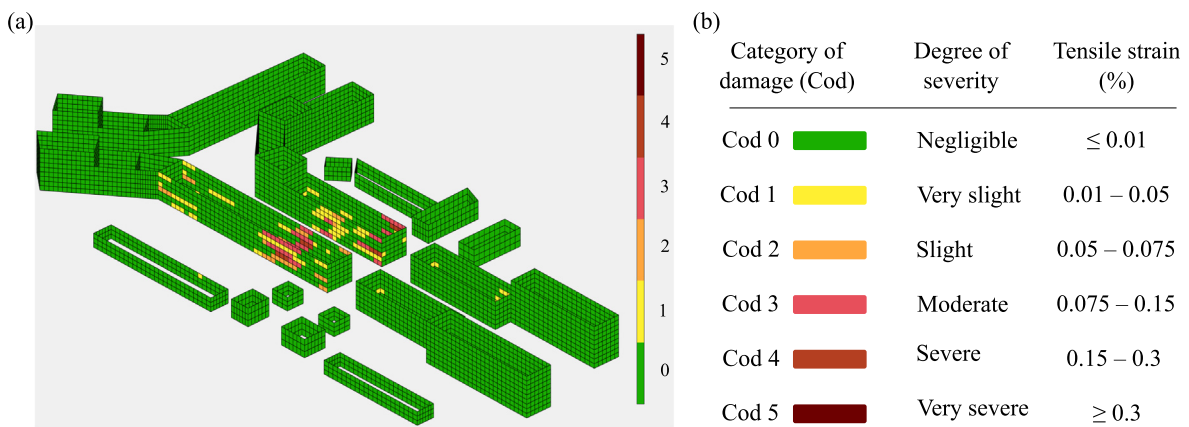 (a)
5
4
3
2
1
0
(b)
Category of damage (Cod)
Degree of severity
Tensile strain (%)
Cod 0 Negligible ≤ 0.01
Cod 1 Very slight 0.01 – 0.05
Cod 2 Slight 0.05 – 0.075
Cod 3 Moderate 0.075 – 0.15
Cod 4 Severe 0.15 – 0.3
Cod 5 Very severe ≥ 0.3